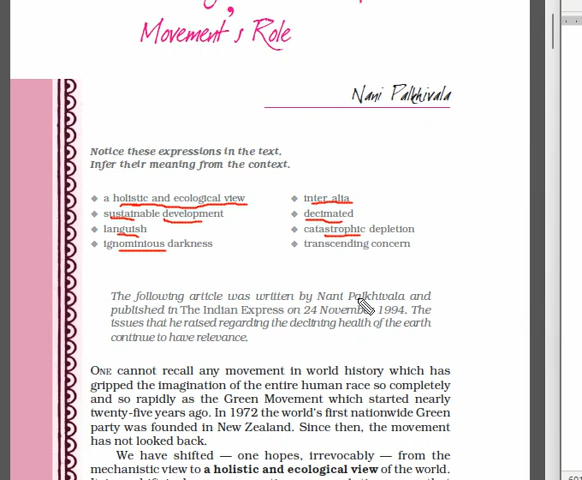 Movement's Role
Nani Palkhivala
Notice these expressions in the text.
Infer their meaning from the context.
❖ a holistic and ecological view
❖ sustainable development
❖ languish
❖ ignominious darkness
❖ inter alia
❖ decimated
❖ catastrophic depletion
❖ transcending concern
The following article was written by Nani Palkhivala and
published in The Indian Express on 24 November 1994. The
issues that he raised regarding the declining health of the earth
continue to have relevance.
ONE cannot recall any movement in world history which has
gripped the imagination of the entire human race so completely
and so rapidly as the Green Movement which started nearly
twenty-five years ago. In 1972 the world's first nationwide Green
party was founded in New Zealand. Since then, the movement
has not looked back.
We have shifted — one hopes, irrevocably — from the
mechanistic view to a holistic and ecological view of the world.